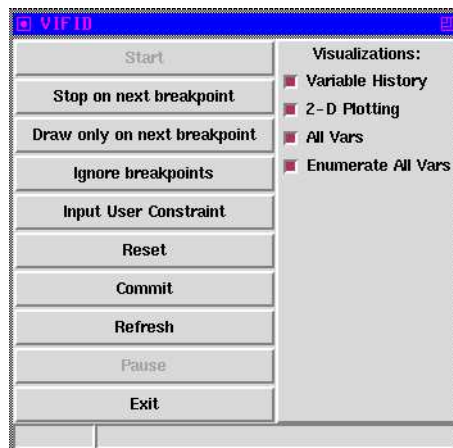 VIFID
Start
Stop on next breakpoint
Draw only on next breakpoint
Ignore breakpoints
Input User Constraint
Reset
Commit
Refresh
Pause
Exit
Visualizations:
Variable History
2-D Plotting
All Vars
Enumerate All Vars